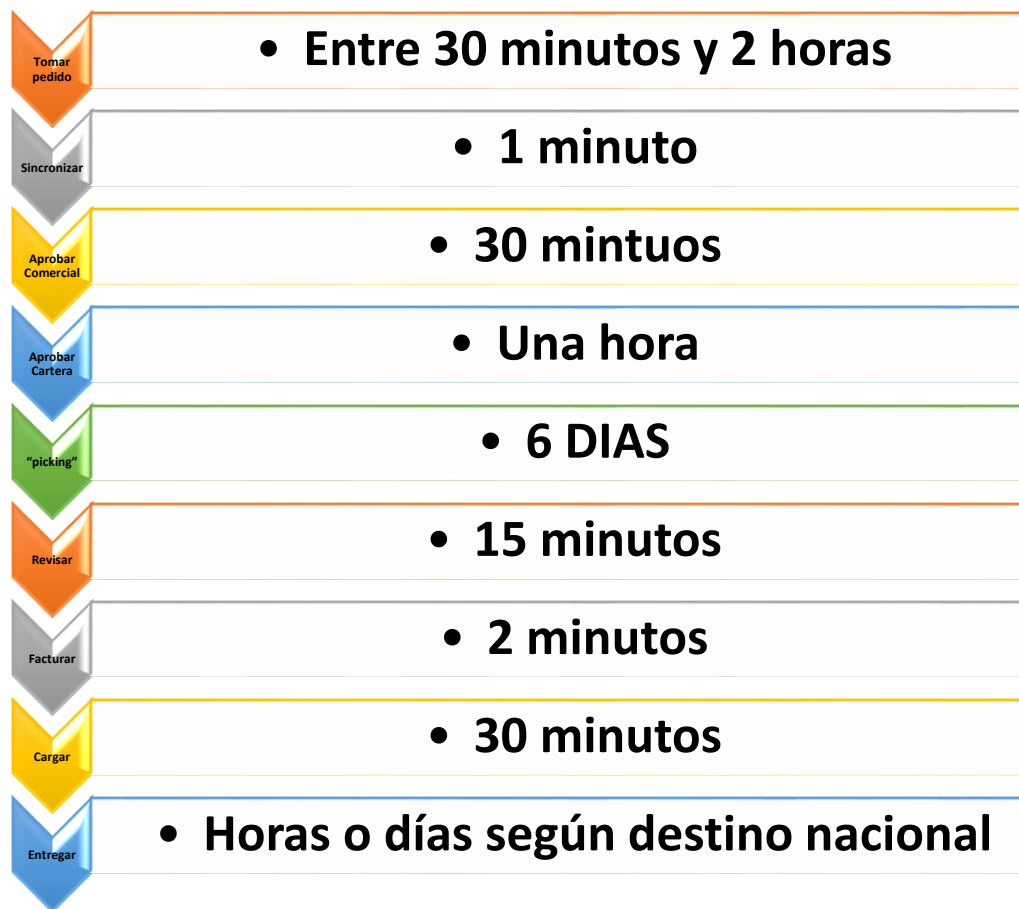 Tomar
pedido
• Entre 30 minutos y 2 horas
Sincronizar
• 1 minuto
Aprobar
Comercial
• 30 mintuos
Aprobar
Cartera
• Una hora
“picking”
• 6 DIAS
Revisar
• 15 minutos
Facturar
• 2 minutos
Cargar
• 30 minutos
Entregar
• Horas o días según destino nacional